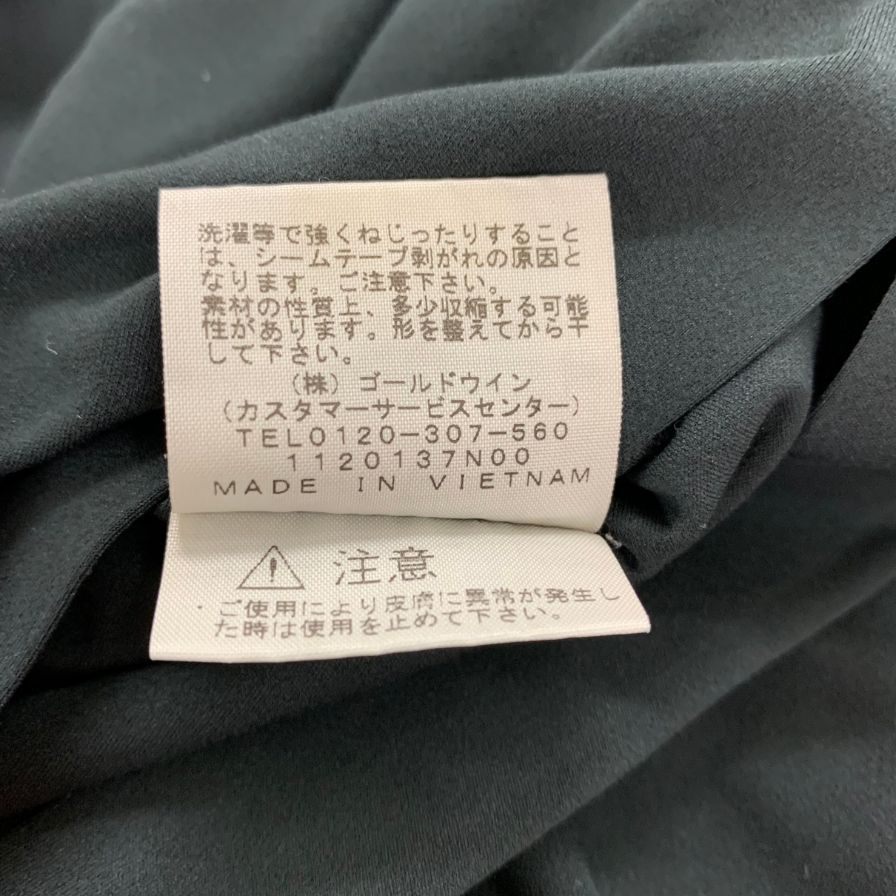 洗濯等で強くねじったりすること
は、シームテープ剥がれの原因と
なります。ご注意下さい。
素材の性質上、多少収縮する可能
性があります。形を整えてから干
して下さい。
(株) ゴールドウイン
(カスタマーサービスセンター)
TEL0120-307-560
1120137N00
MADE IN VIETNAM
注意
・ご使用により皮膚に異常が発生し
た時は使用を止めて下さい。